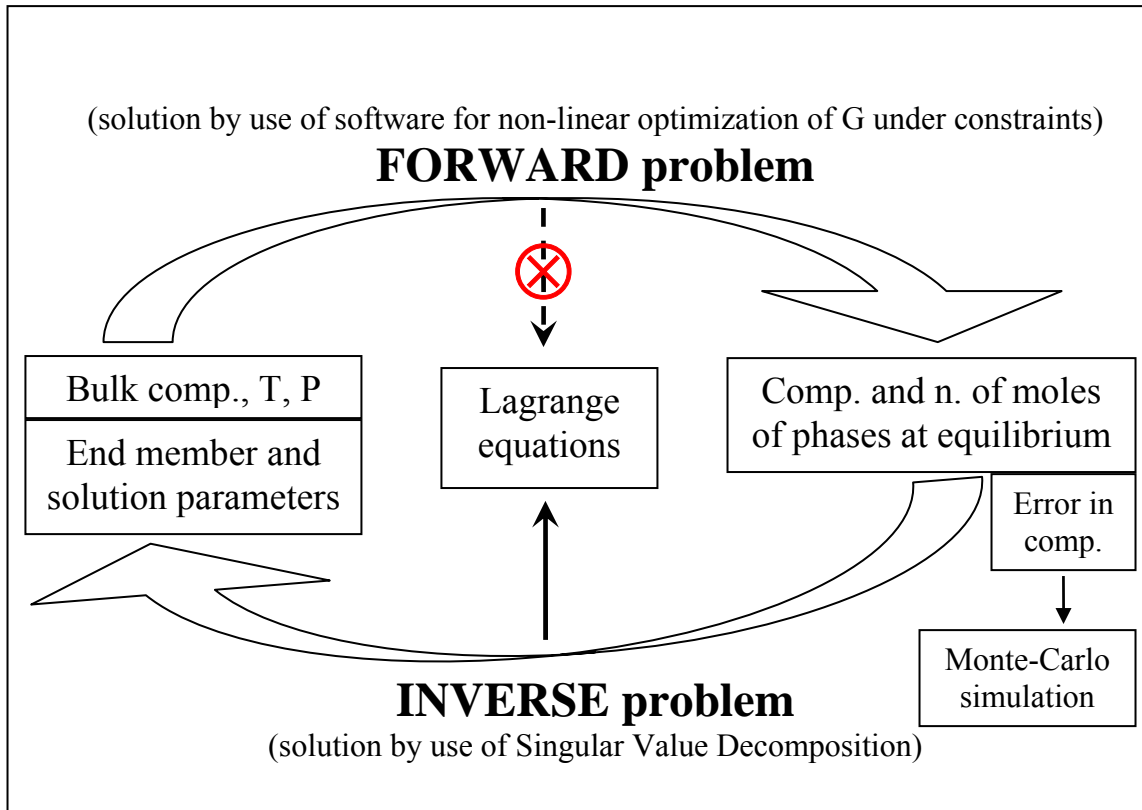 (solution by use of software for non-linear optimization of G under constraints)
FORWARD problem
Bulk comp., T, P
End member and
solution parameters
Lagrange
equations
Comp. and n. of moles
of phases at equilibrium
Error in
comp.
Monte-Carlo
simulation
INVERSE problem
(solution by use of Singular Value Decomposition)